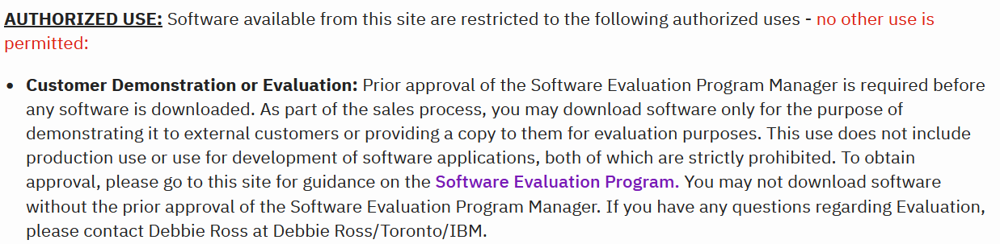 AUTHORIZED USE: Software available from this site are restricted to the following authorized uses - no other use is
permitted:
• Customer Demonstration or Evaluation: Prior approval of the Software Evaluation Program Manager is required before
any software is downloaded. As part of the sales process, you may download software only for the purpose of
demonstrating it to external customers or providing a copy to them for evaluation purposes. This use does not include
production use or use for development of software applications, both of which are strictly prohibited. To obtain
approval, please go to this site for guidance on the Software Evaluation Program. You may not download software
without the prior approval of the Software Evaluation Program Manager. If you have any questions regarding Evaluation,
please contact Debbie Ross at Debbie Ross/Toronto/IBM.